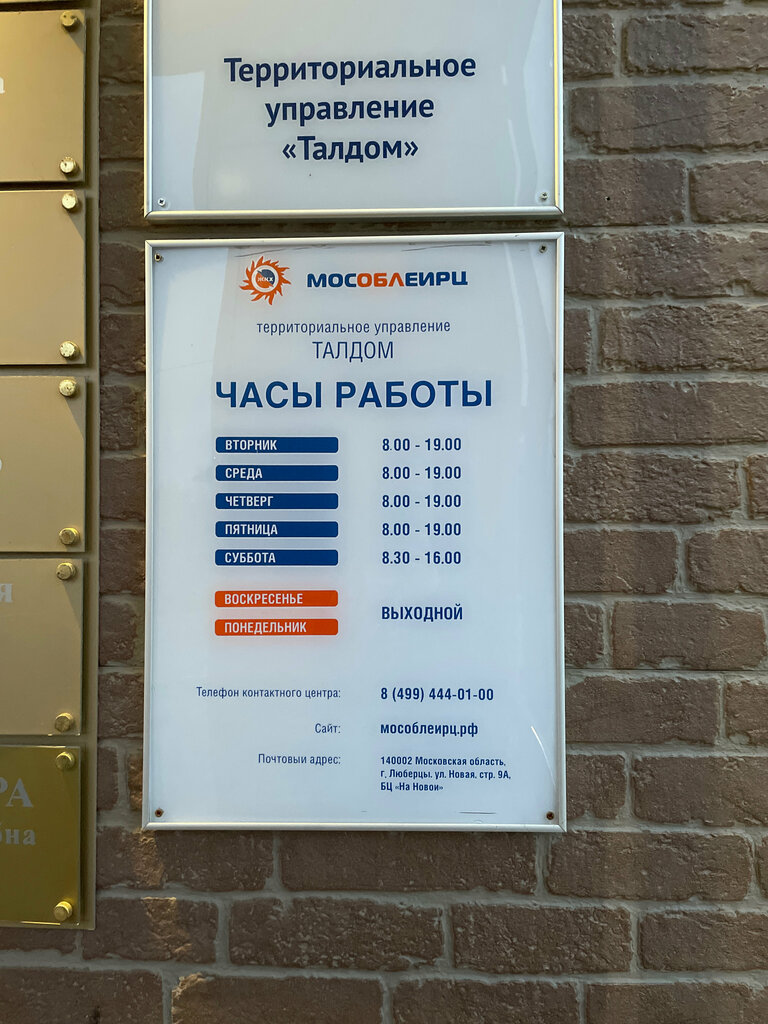 Территориальное
управление
«Талдом»
МОСОБЛЕИРЦ
территориальное управление
ТАЛДОМ
ЧАСЫ РАБОТЫ
ВТОРНИК 8.00 - 19.00
СРЕДА 8.00 - 19.00
ЧЕТВЕРГ 8.00 - 19.00
ПЯТНИЦА 8.00 - 19.00
СУББОТА 8.30 - 16.00
ВОСКРЕСЕНЬЕ
ВЫХОДНОЙ
ПОНЕДЕЛЬНИК
Телефон контактного центра: 8 (499) 444-01-00
Сайт: мособлеирц.рф
Почтовый адрес: 140002 Московская область,
г. Люберцы. ул. Новая, стр. 9А,
БЦ «На Новой»